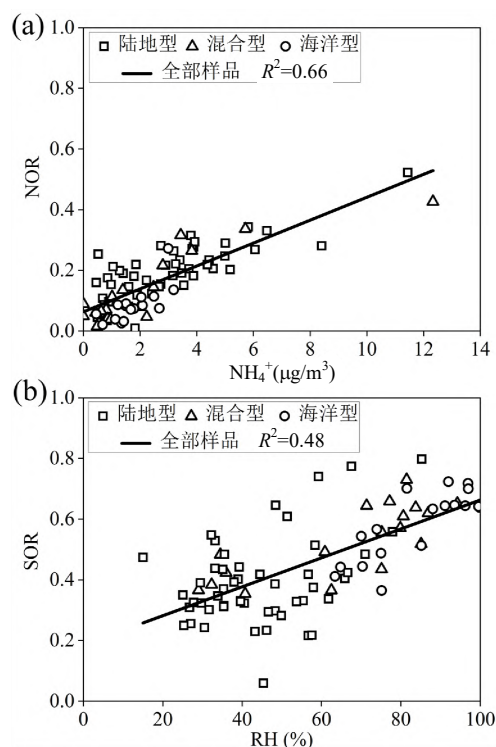 (a)
陆地型 混合型 海洋型
全部样品 R²=0.66
1.0
0.8
0.6
0.4
0.2
0.0
NOR
0 2 4 6 8 10 12 14
NH₄⁺(μg/m³)
(b)
陆地型 混合型 海洋型
全部样品 R²=0.48
1.0
0.8
0.6
0.4
0.2
0.0
SOR
0 20 40 60 80 100
RH (%)